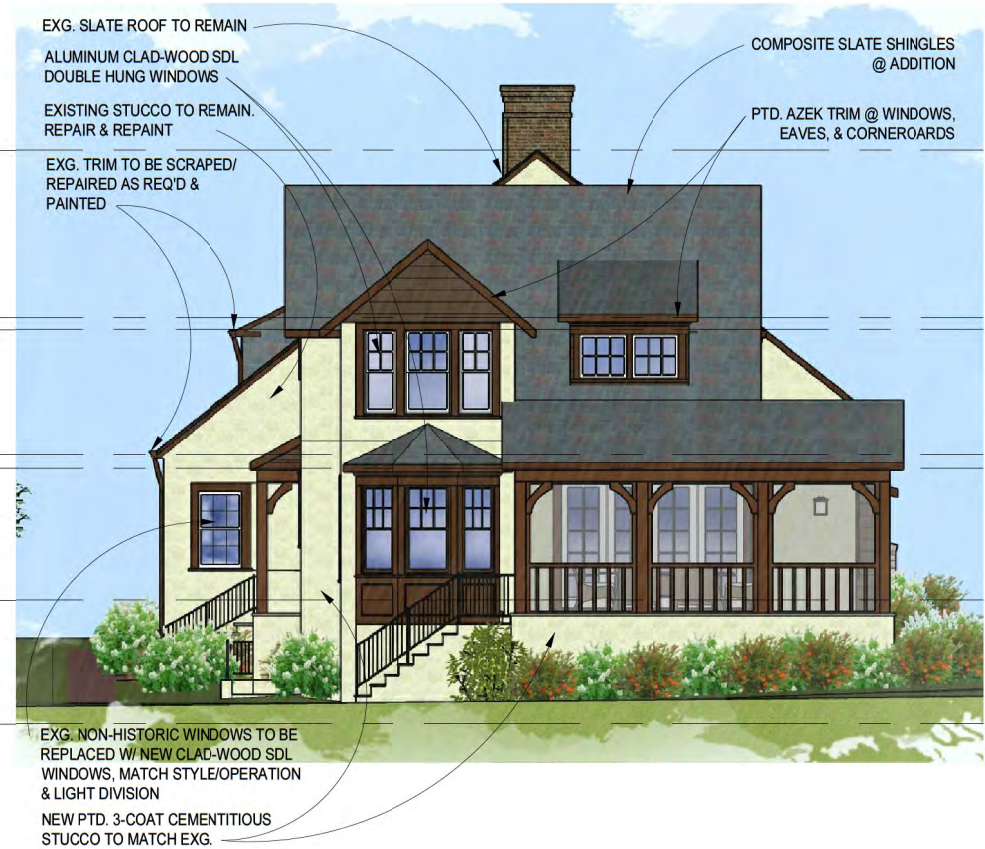 EXG. SLATE ROOF TO REMAIN
ALUMINUM CLAD-WOOD SDL
DOUBLE HUNG WINDOWS
EXISTING STUCCO TO REMAIN.
REPAIR & REPAINT
EXG. TRIM TO BE SCRAPED/
REPAIRED AS REQ'D &
PAINTED
COMPOSITE SLATE SHINGLES
@ ADDITION
PTD. AZEK TRIM @ WINDOWS,
EAVES, & CORNEROARDS
EXG. NON-HISTORIC WINDOWS TO BE
REPLACED W/ NEW CLAD-WOOD SDL
WINDOWS, MATCH STYLE/OPERATION
& LIGHT DIVISION
NEW PTD. 3-COAT CEMENTITIOUS
STUCCO TO MATCH EXG.